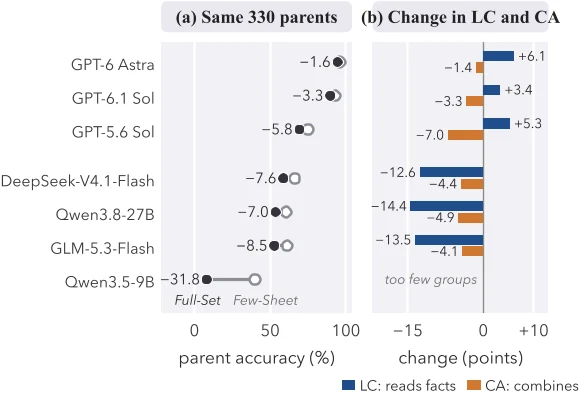 (a) Same 330 parents
(b) Change in LC and CA
GPT-6 Astra −1.6 +6.1
−1.4
GPT-6.1 Sol −3.3 +3.4
−3.3
GPT-5.6 Sol −5.8 +5.3
−7.0
DeepSeek-V4.1-Flash −7.6 −12.6
−4.4
Qwen3.8-27B −7.0 −14.4
−4.9
GLM-5.3-Flash −8.5 −13.5
−4.1
Qwen3.5-9B −31.8 too few groups
Full-Set Few-Sheet
0 50 100 −15 0 +10
parent accuracy (%) change (points)
LC: reads facts CA: combines